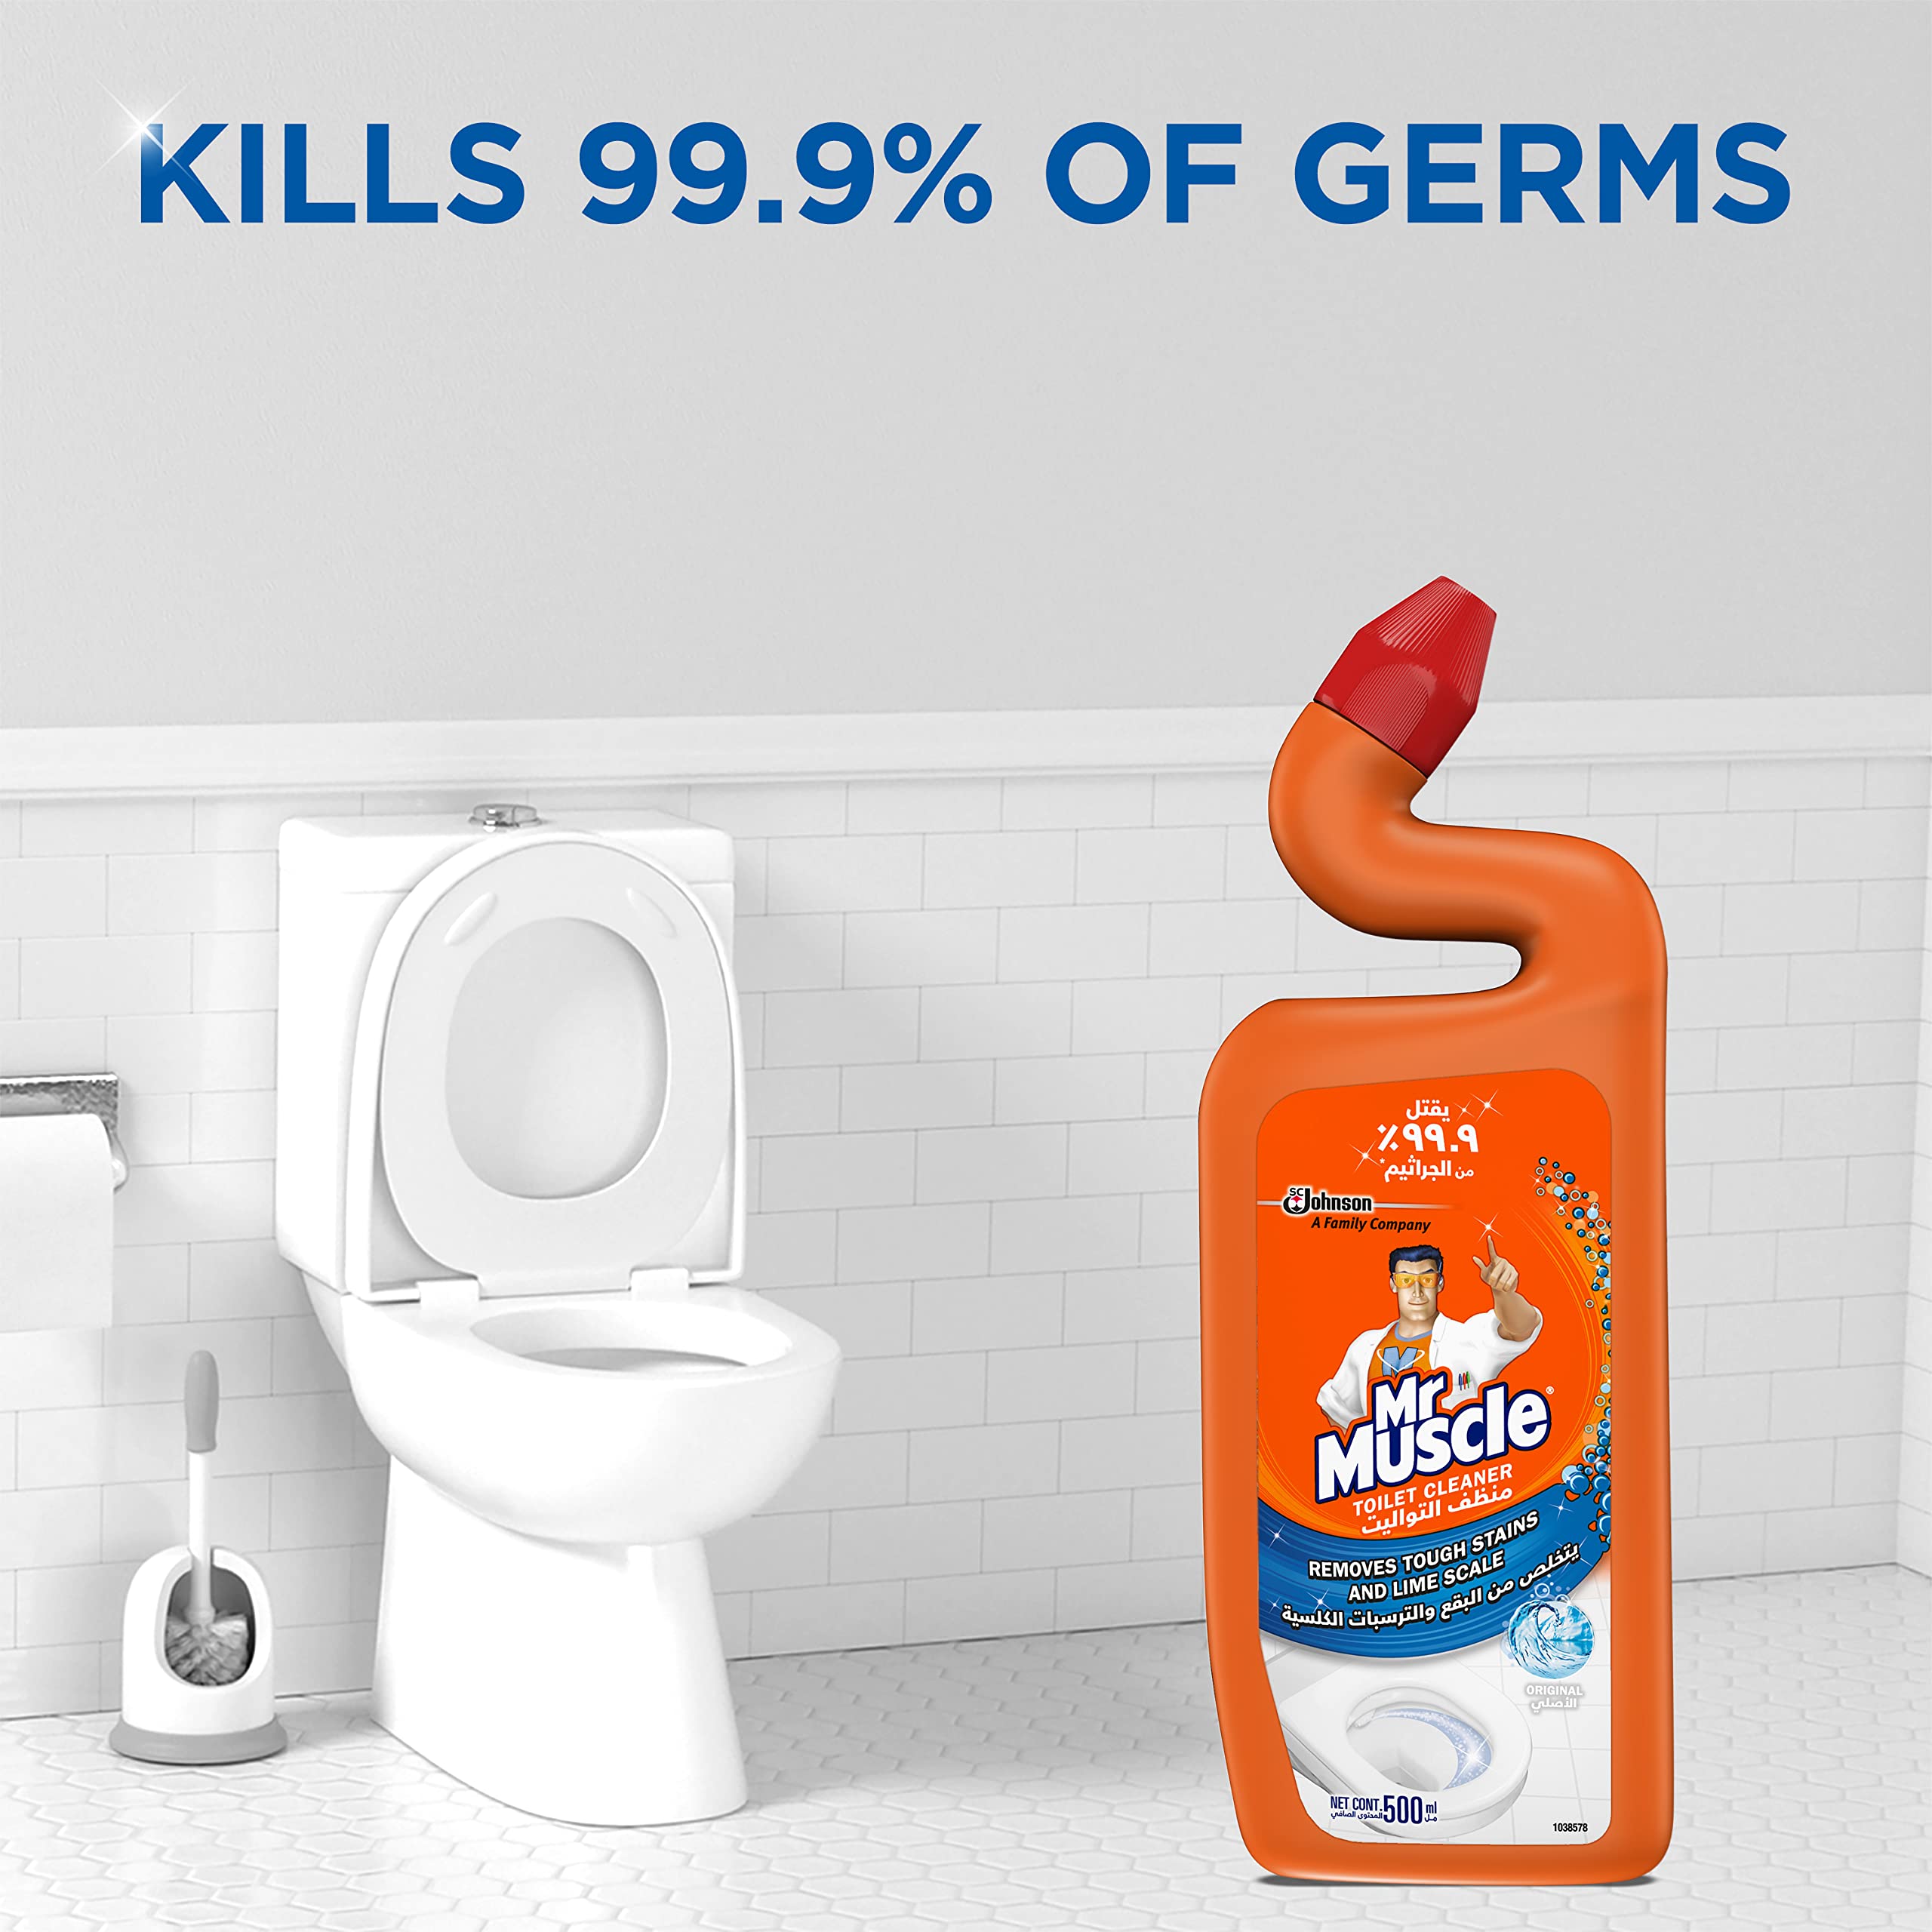 KILLS 99.9% OF GERMS
يقتل
٪٩٩.٩
من الجراثيم*
SC Johnson
A Family Company
M
Mr
Muscle®
TOILET CLEANER
منظف التواليت
REMOVES TOUGH STAINS
AND LIME SCALE
يتخلص من البقع والترسبات الكلسية
ORIGINAL
الأصلي
NET CONT. 500 ml
المحتوى الصافي مل
1038578